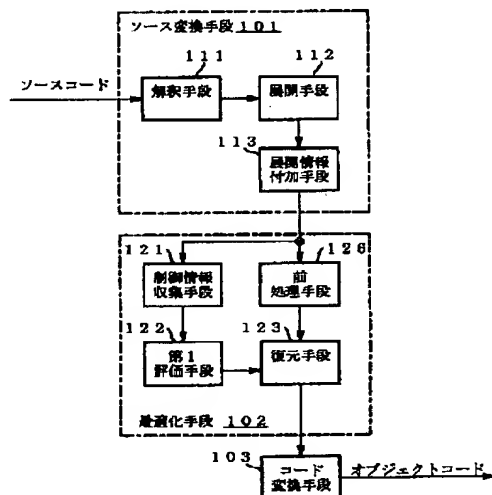 ソース変換手段 101
111
112
ソースコード
解釈手段
展開手段
113
展開情報
付加手段
121
126
制御情報
収集手段
前
処理手段
122
123
第1
評価手段
復元手段
最適化手段 102
103
コード
変換手段
オブジェクトコード